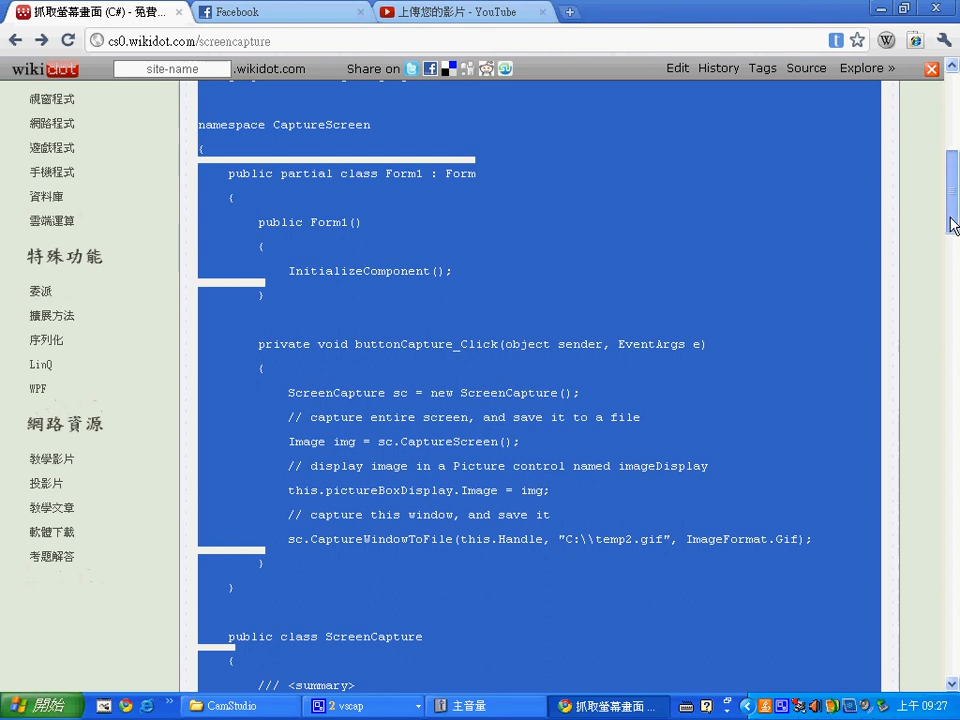 抓取螢幕畫面 (C#) - 免費...
Facebook
上傳您的影片 - YouTube
cs0.wikidot.com/screencapture
wikidot
site-name
.wikidot.com
Share on
Edit
History
Tags
Source
Explore »
視窗程式
網路程式
遊戲程式
手機程式
資料庫
雲端運算
特殊功能
委派
擴展方法
序列化
LinQ
WPF
網路資源
教學影片
投影片
教學文章
軟體下載
考題解答
namespace CaptureScreen
{
public partial class Form1 : Form
{
public Form1()
{
InitializeComponent();
}
private void buttonCapture_Click(object sender, EventArgs e)
{
ScreenCapture sc = new ScreenCapture();
// capture entire screen, and save it to a file
Image img = sc.CaptureScreen();
// display image in a Picture control named imageDisplay
this.pictureBoxDisplay.Image = img;
// capture this window, and save it
sc.CaptureWindowToFile(this.Handle, "C:\\temp2.gif", ImageFormat.Gif);
}
}
public class ScreenCapture
{
/// <summary>
開始
CamStudio
2 vscap
主音量
抓取螢幕畫面 ...
上午 09:27